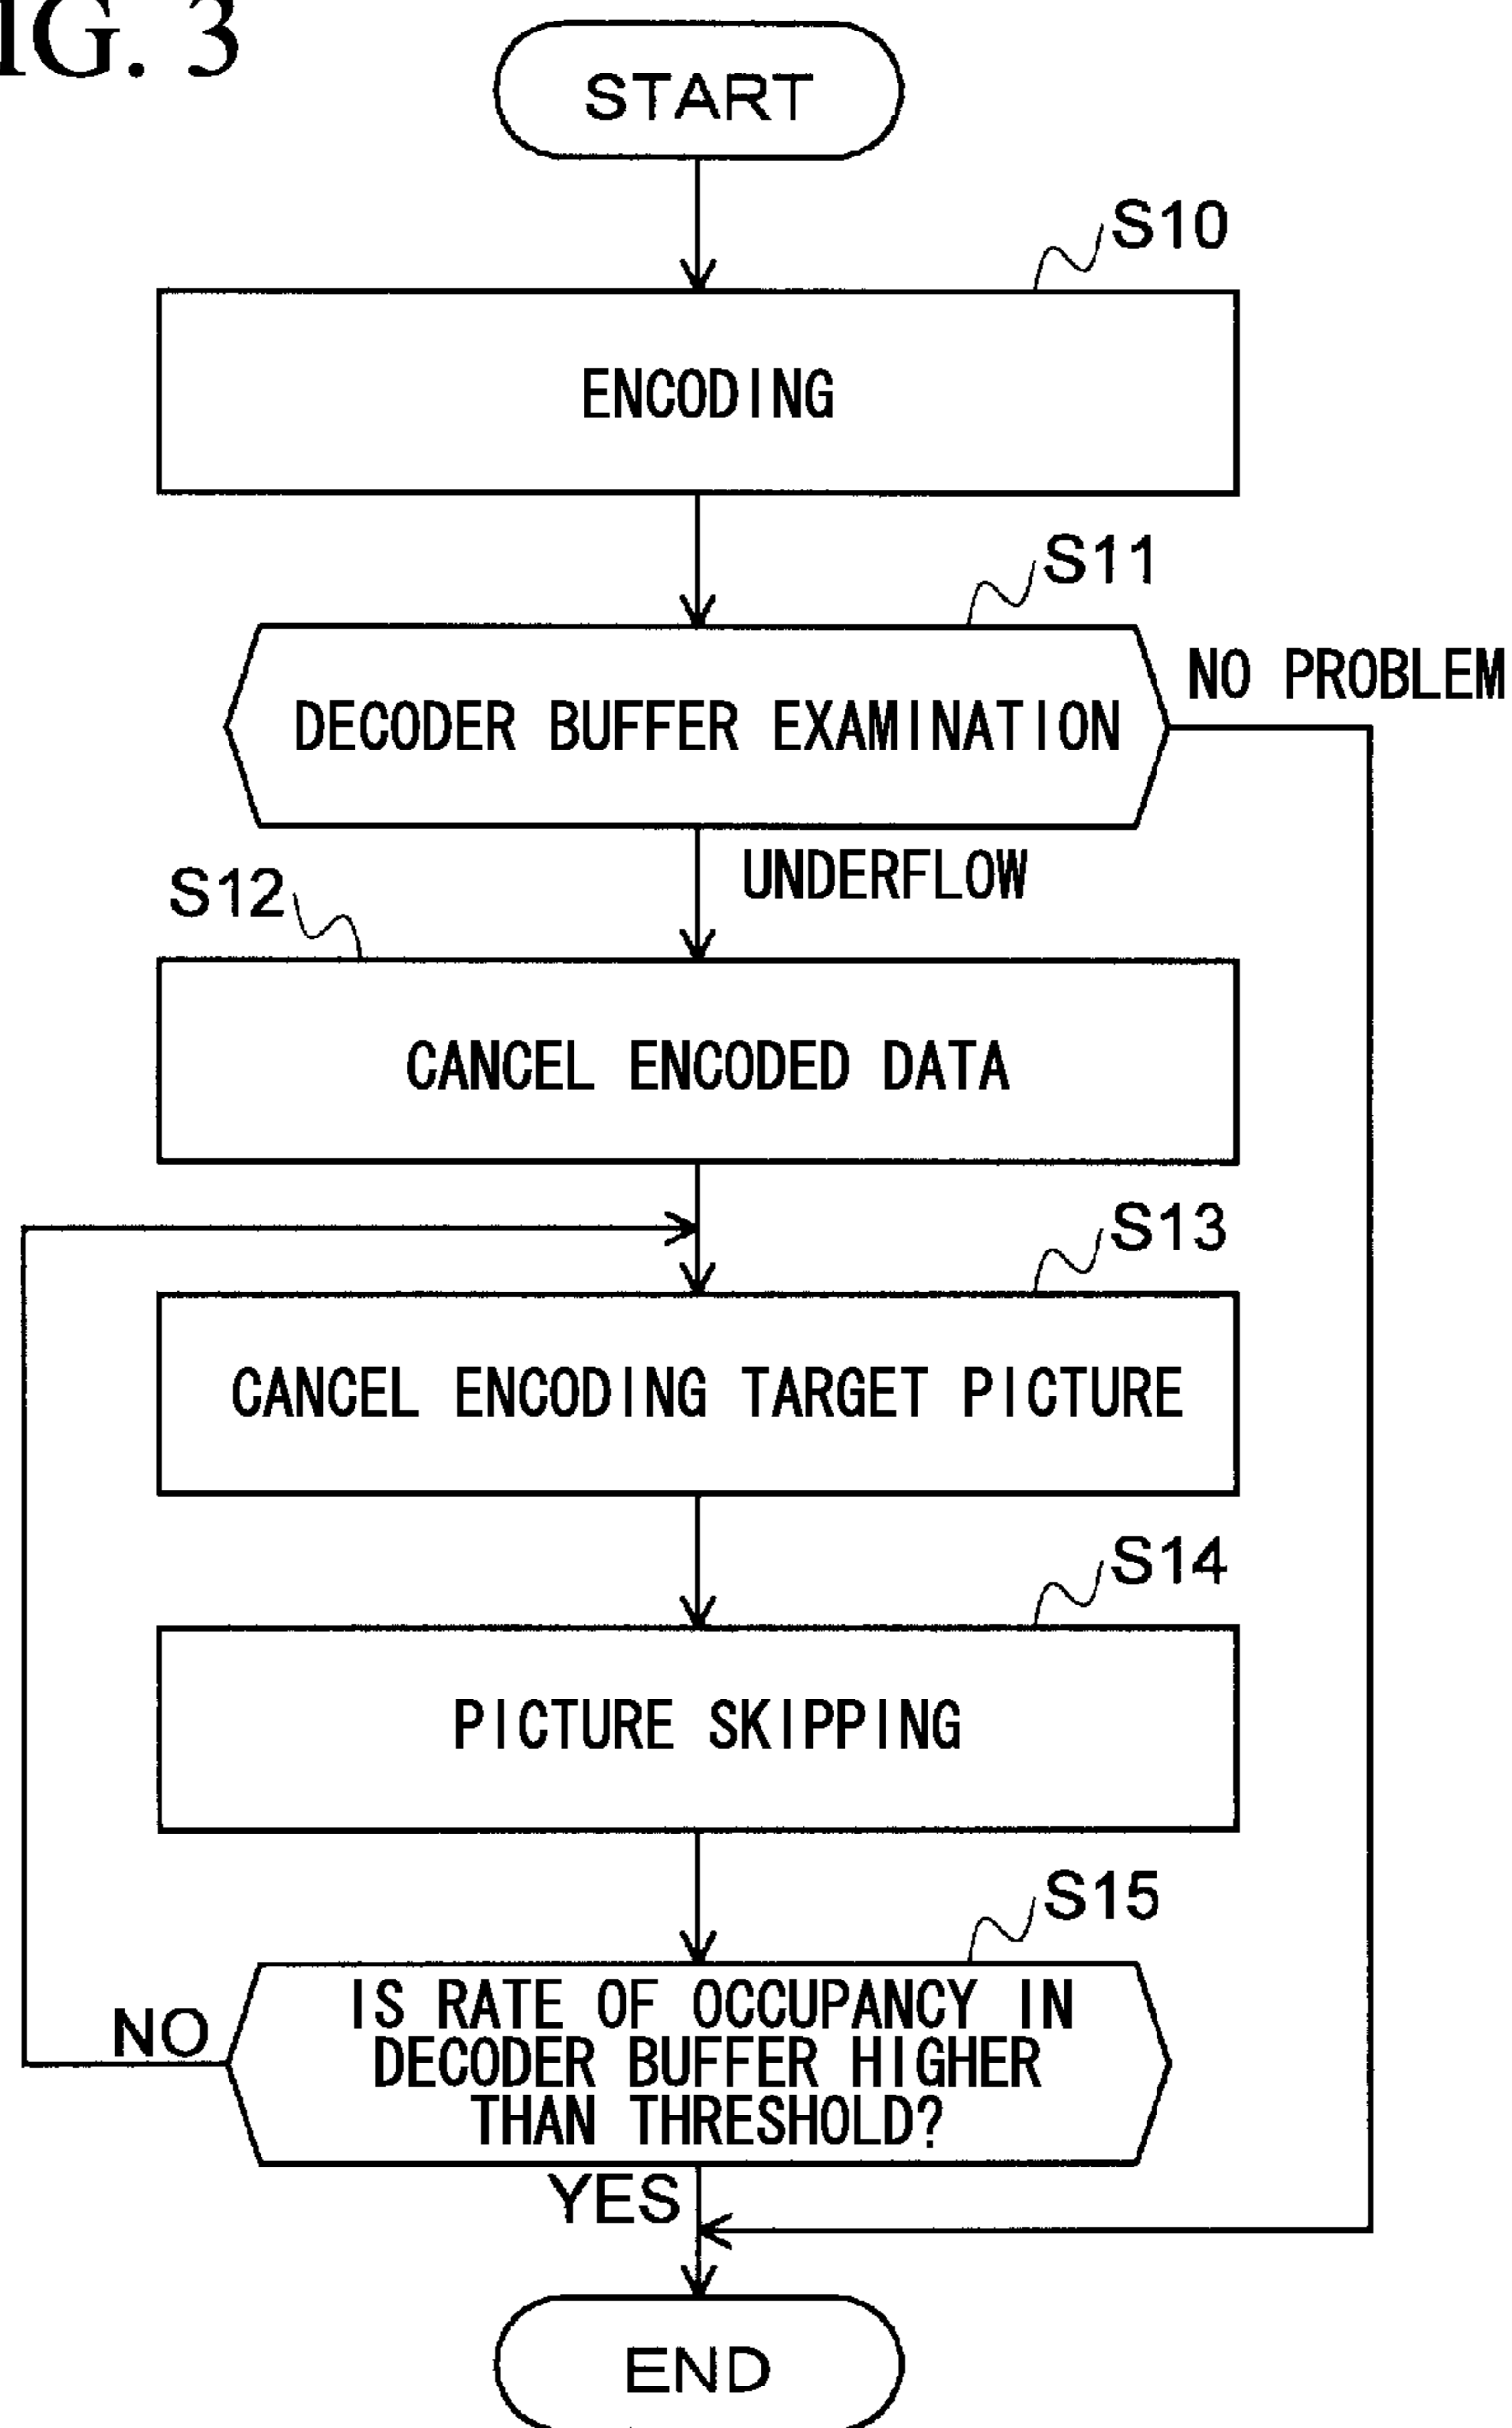 IG. 3
START
S10
ENCODING
S11
NO PROBLEM
DECODER BUFFER EXAMINATION
UNDERFLOW
S12
CANCEL ENCODED DATA
S13
CANCEL ENCODING TARGET PICTURE
S14
PICTURE SKIPPING
S15
IS RATE OF OCCUPANCY IN
DECODER BUFFER HIGHER
THAN THRESHOLD?
NO
YES
END